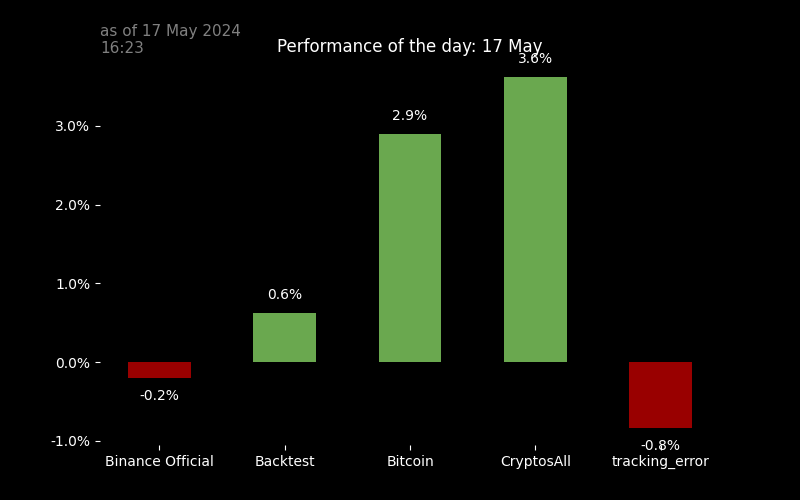 as of 17 May 2024
16:23
Performance of the day: 17 May
3.6%
2.9%
0.6%
-0.2%
-0.8%
3.0%
2.0%
1.0%
0.0%
-1.0%
Binance Official
Backtest
Bitcoin
CryptosAll
tracking_error